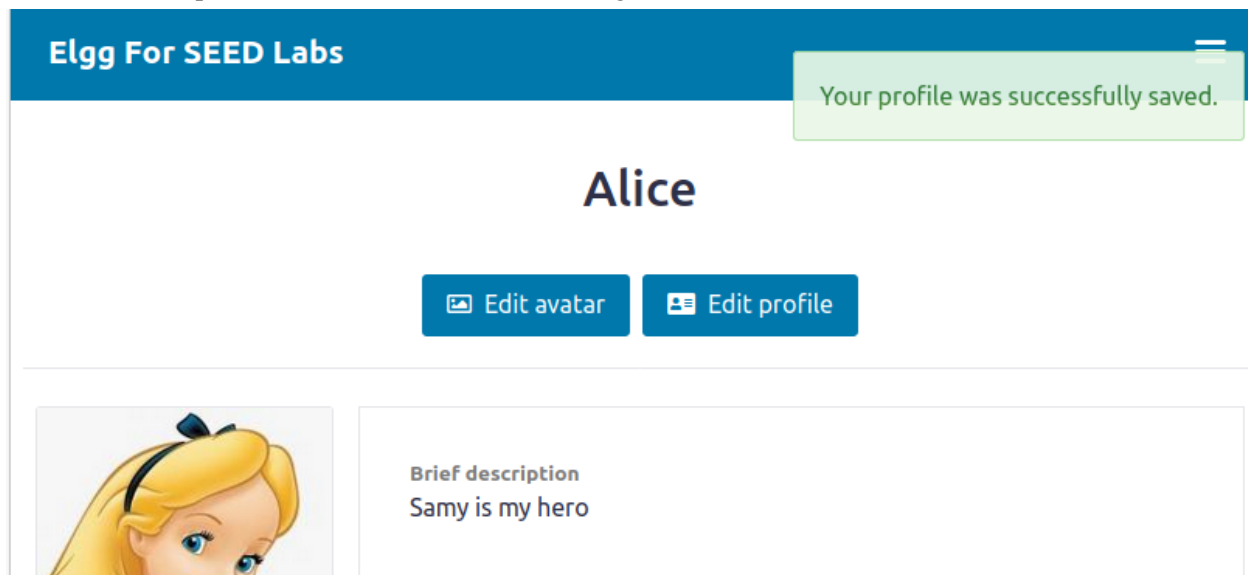 Elgg For SEED Labs
Your profile was successfully saved.
Alice
Edit avatar
Edit profile
Brief description
Samy is my hero